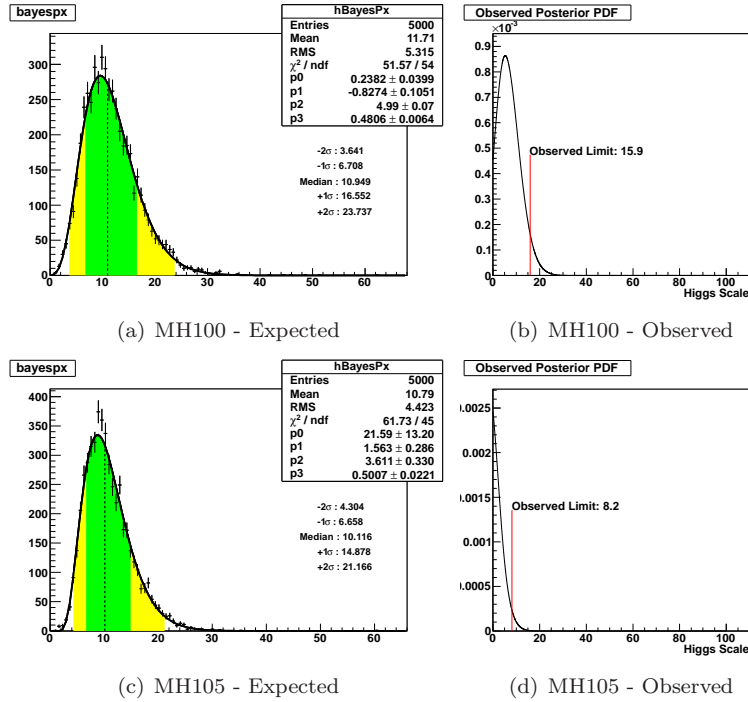 bayespx
hBayesPx
Entries 5000
Mean 11.71
RMS 5.315
χ² / ndf 51.57 / 54
p0 0.2382 ± 0.0399
p1 -0.8274 ± 0.1051
p2 4.99 ± 0.07
p3 0.4806 ± 0.0064
-2σ : 3.641
-1σ : 6.708
Median : 10.949
+1σ : 16.552
+2σ : 23.737
300
250
200
150
100
50
0
0 10 20 30 40 50 60
(a) MH100 - Expected
Observed Posterior PDF
×10⁻³
0.9
0.8
0.7
0.6
0.5
0.4
0.3
0.2
0.1
0
Observed Limit: 15.9
0 20 40 60 80 100
Higgs Scale
(b) MH100 - Observed
bayespx
hBayesPx
Entries 5000
Mean 10.79
RMS 4.423
χ² / ndf 61.73 / 45
p0 21.59 ± 13.20
p1 1.563 ± 0.286
p2 3.611 ± 0.330
p3 0.5007 ± 0.0221
-2σ : 4.304
-1σ : 6.658
Median : 10.116
+1σ : 14.878
+2σ : 21.166
400
350
300
250
200
150
100
50
0
0 10 20 30 40 50 60
(c) MH105 - Expected
Observed Posterior PDF
0.0025
0.002
0.0015
0.001
0.0005
0
Observed Limit: 8.2
0 20 40 60 80 100
Higgs Scale
(d) MH105 - Observed